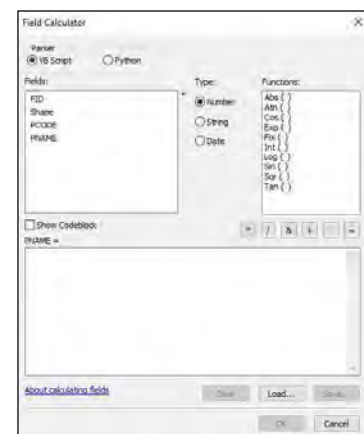 Field Calculator
Parser
VB Script Python
Fields: Type: Functions:
FID
Shape
PCODE
PNAME
Number
String
Date
Abs ( )
Atn ( )
Cos ( )
Exp ( )
Fix ( )
Int ( )
Log ( )
Sin ( )
Sqr ( )
Tan ( )
Show Codeblock
* / & + - =
PNAME =
About calculating fields Clear Load... Save...
OK Cancel